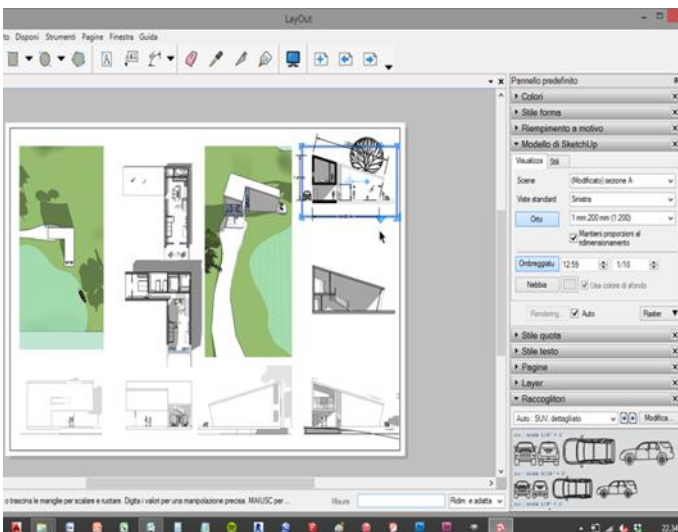 LayOut
to Disponi Strumenti Pagine Finestra Guida
Pannello predefinito
Colori
Stile forma
Riempimento a motivo
Modello di SketchUp
Visualizza Stili
Scene (Modificato) sezione A
Viste standard Sinistra
Orto 1 mm:200 mm (1:200)
Mantieni proporzioni al
ridimensionamento
Ombreggiatu 12:59 1/10
Nebbia Usa colore di sfondo
Rendering... Auto Raster
Stile quota
Stile testo
Pagine
Layer
Raccoglitori
Auto : SUV, dettagliato Modifica...
o trascina le maniglie per scalare e ruotare. Digita i valori per una manipolazione precisa. MAIUSC per ... Misure Ridim. e adatta
22.34